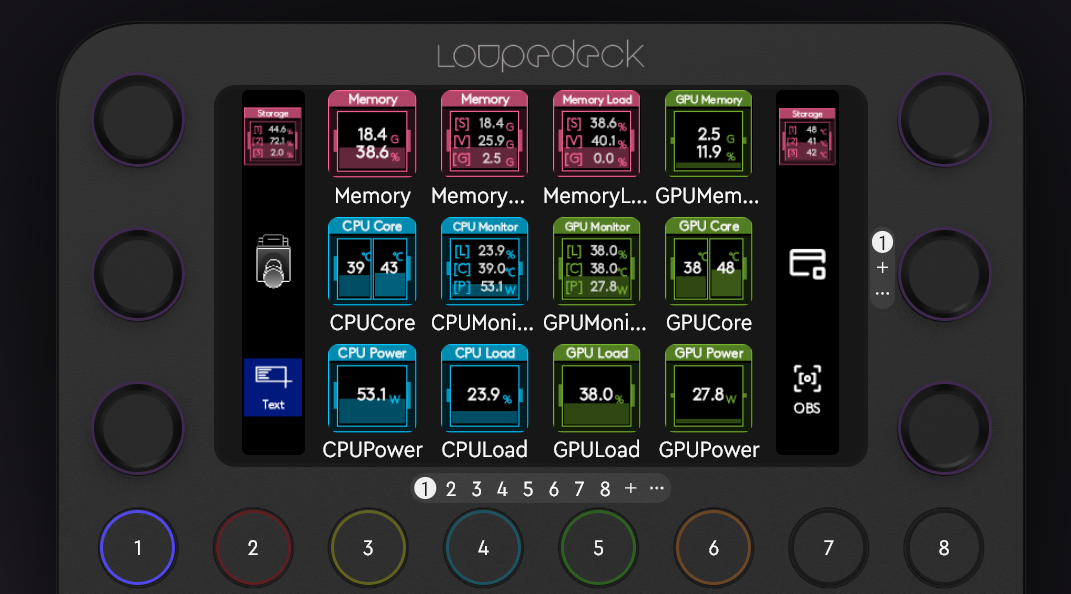 Loupedeck
Storage
[1] 44.6%
[2] 72.1%
[3] 2.0%
Memory
18.4 G
38.6 %
Memory
Memory
[S] 18.4 G
[V] 25.9 G
[G] 2.5 G
Memory...
Memory Load
[S] 38.6 %
[V] 40.1 %
[G] 0.0 %
MemoryL...
GPU Memory
2.5 G
11.9 %
GPUMem...
Storage
[1] 48 ℃
[2] 41 ℃
[3] 42 ℃
CPU Core
℃ ℃
39 43
CPUCore
CPU Monitor
[L] 23.9%
[C] 39.0℃
[P] 53.1W
CPUMoni...
GPU Monitor
[L] 38.0%
[C] 38.0℃
[P] 27.8W
GPUMoni...
GPU Core
℃ ℃
38 48
GPUCore
1
+
...
Text
CPU Power
53.1 W
CPUPower
CPU Load
23.9 %
CPULoad
GPU Load
38.0 %
GPULoad
GPU Power
27.8 W
GPUPower
OBS
1 2 3 4 5 6 7 8 + ...
1 2 3 4 5 6 7 8